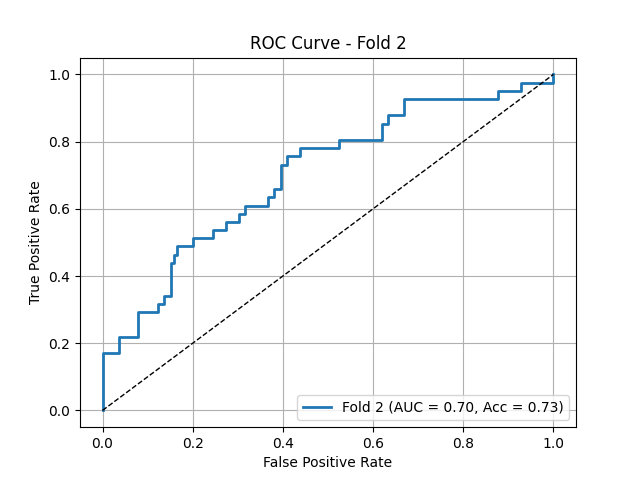 ROC Curve - Fold 2
True Positive Rate
1.0
0.8
0.6
0.4
0.2
0.0
Fold 2 (AUC = 0.70, Acc = 0.73)
0.0 0.2 0.4 0.6 0.8 1.0
False Positive Rate